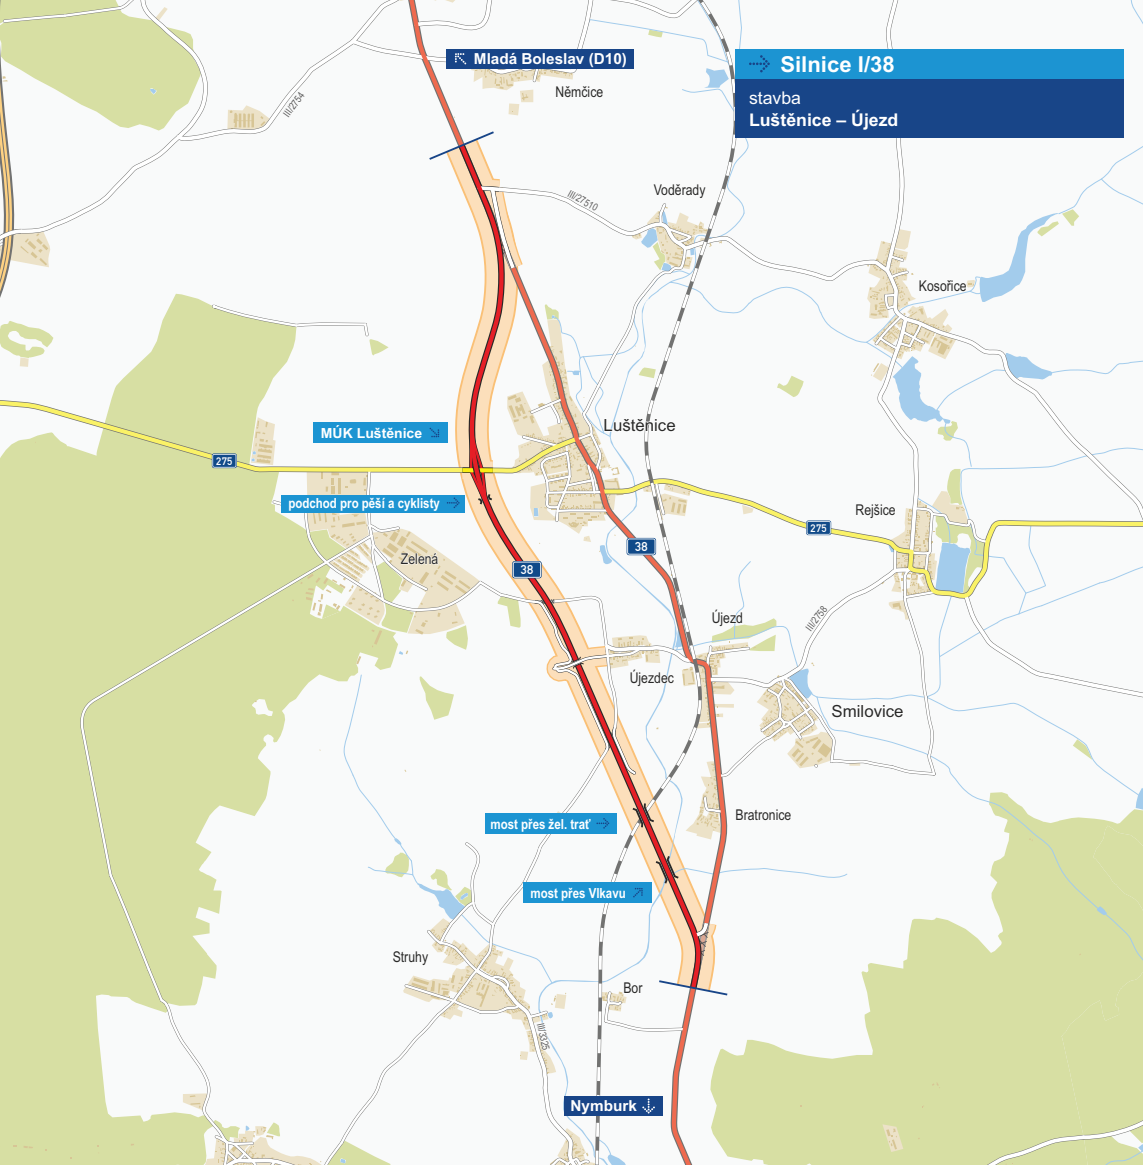 Mladá Boleslav (D10)
Silnice I/38
stavba
Luštěnice – Újezd
Němčice
III/2754
III/27510
Voděrady
Kosořice
MÚK Luštěnice
Luštěnice
275
podchod pro pěší a cyklisty
Rejšice
275
38
Zelená
38
Újezd
III/2758
Újezdec
Smilovice
most přes žel. trať
Bratronice
most přes Vlkavu
Struhy
Bor
III/3325
Nymburk